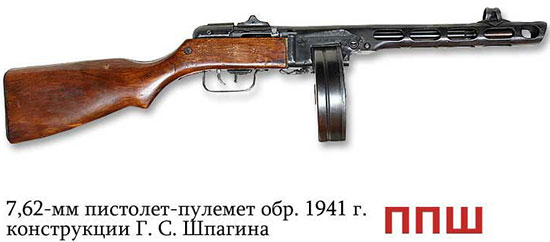 7,62-мм пистолет-пулемет обр. 1941 г.
конструкции Г. С. Шпагина
ППШ